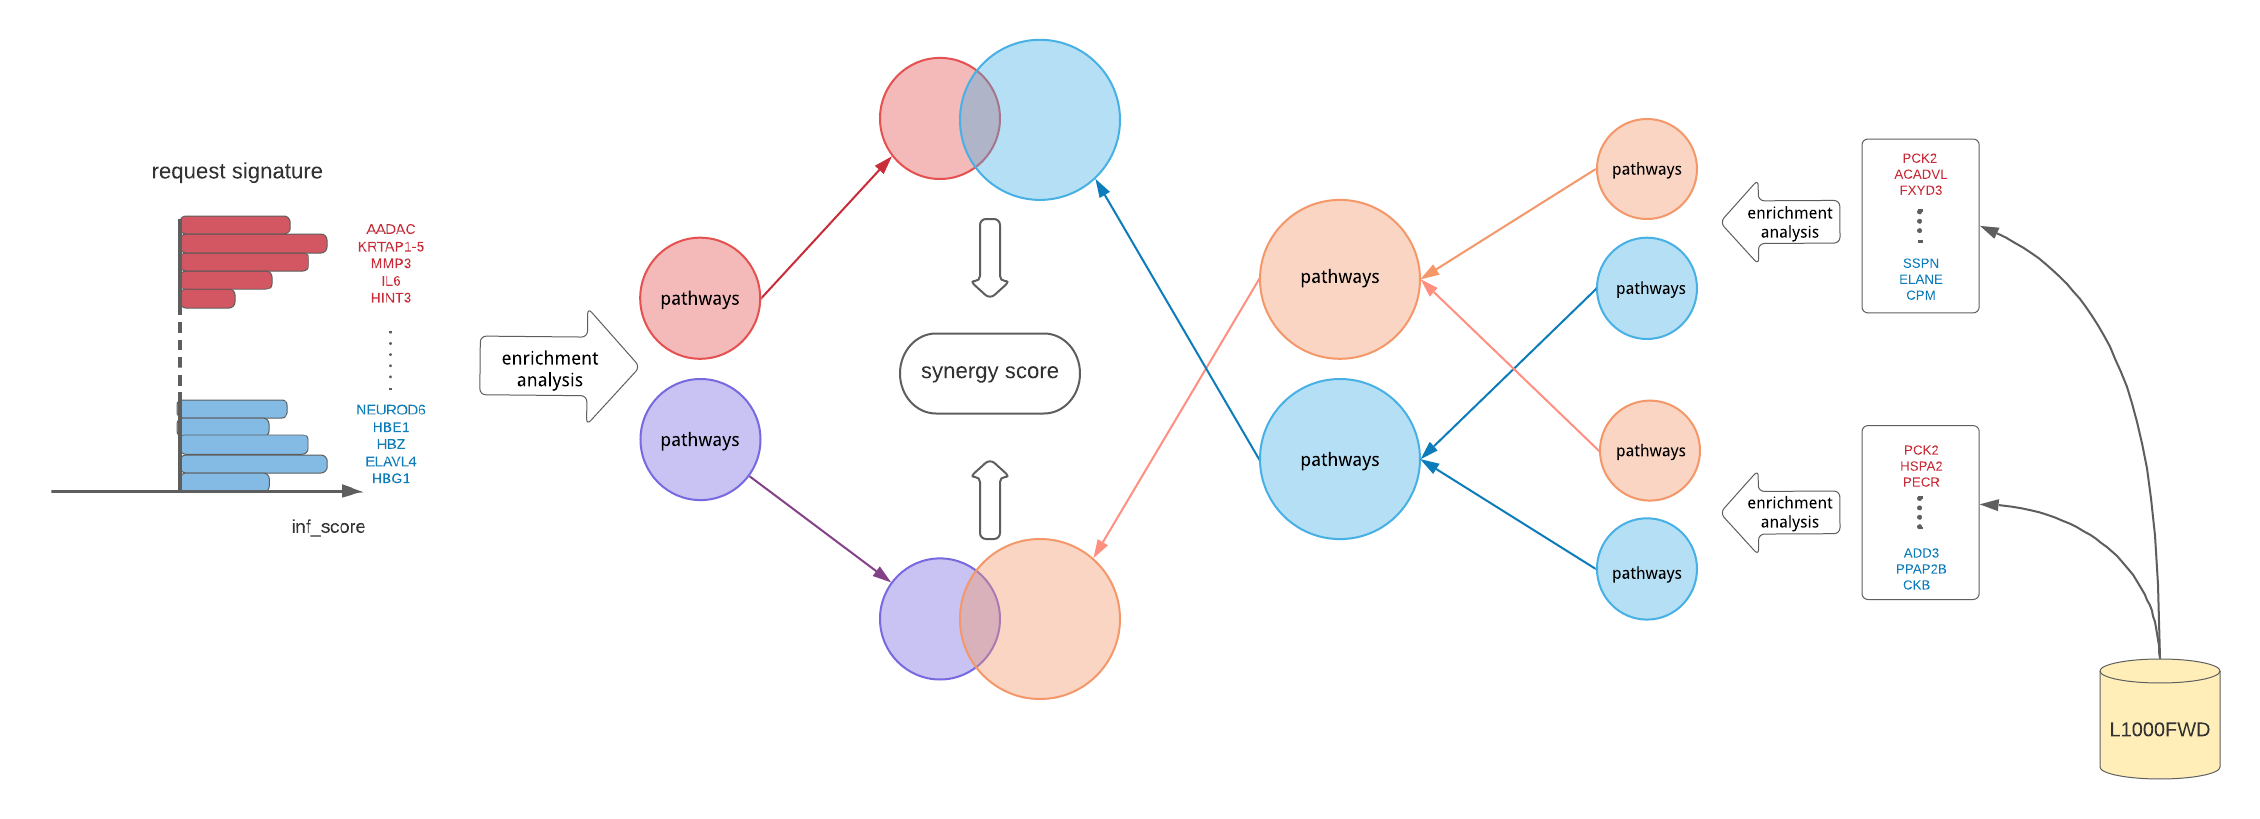 request signature
AADAC
KRTAP1-5
MMP3
IL6
HINT3
NEUROD6
HBE1
HBZ
ELAVL4
HBG1
inf_score
enrichment
analysis
pathways
pathways
synergy score
pathways
pathways
pathways
pathways
pathways
pathways
enrichment
analysis
enrichment
analysis
PCK2
ACADVL
FXYD3
SSPN
ELANE
CPM
PCK2
HSPA2
PECR
ADD3
PPAP2B
CKB
L1000FWD